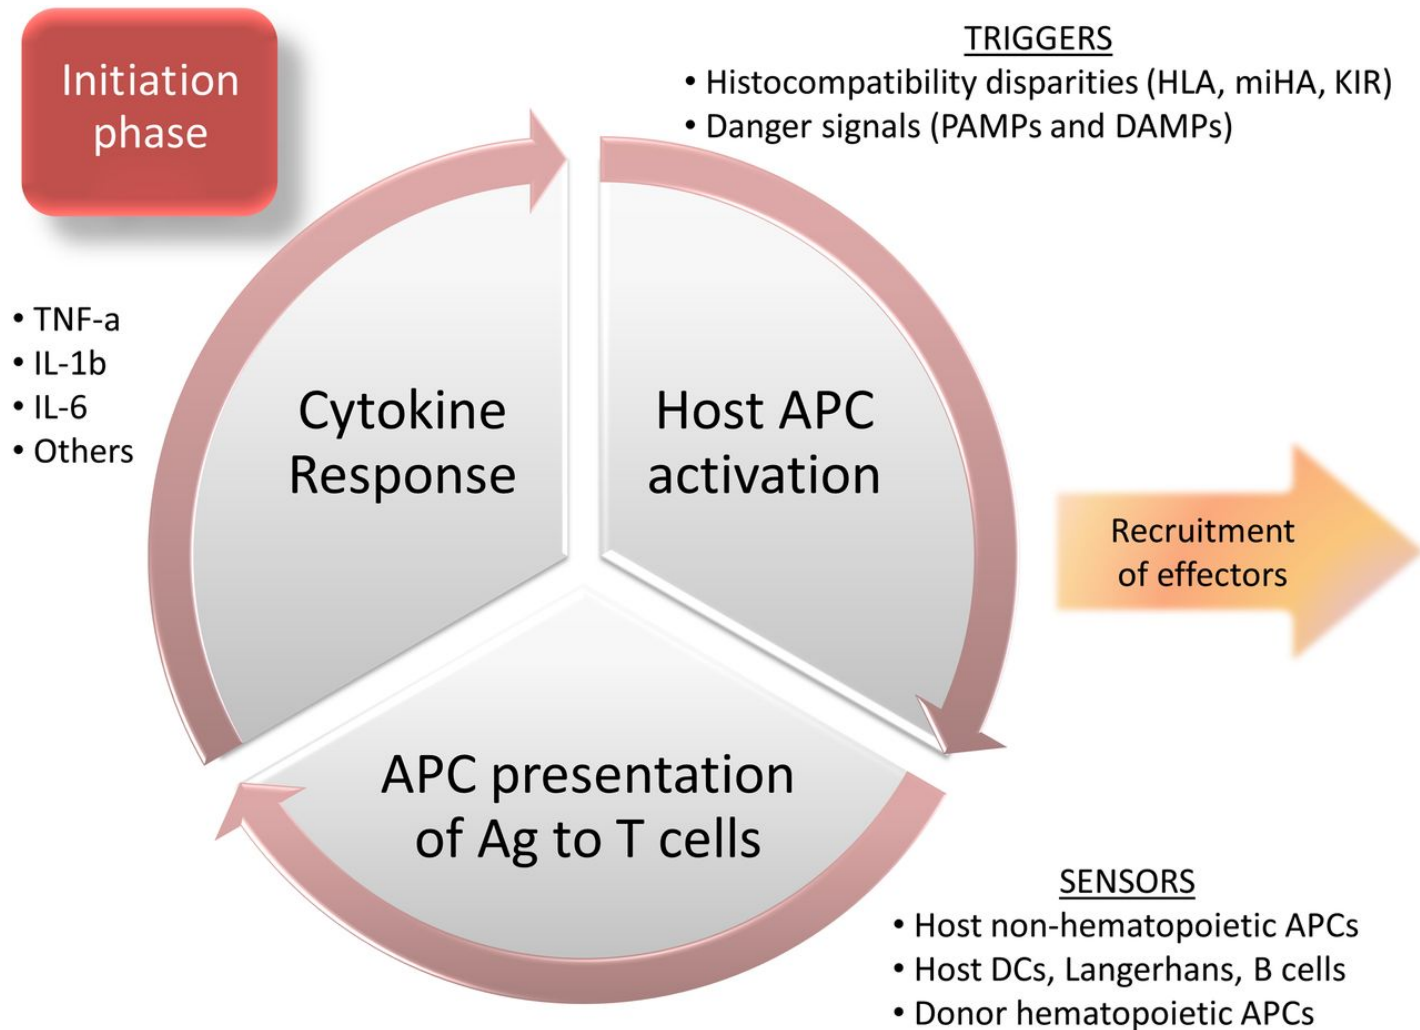 Initiation
phase
TRIGGERS
• Histocompatibility disparities (HLA, miHA, KIR)
• Danger signals (PAMPs and DAMPs)
• TNF-a
• IL-1b
• IL-6
• Others
Cytokine
Response
Host APC
activation
Recruitment
of effectors
APC presentation
of Ag to T cells
SENSORS
• Host non-hematopoietic APCs
• Host DCs, Langerhans, B cells
• Donor hematopoietic APCs